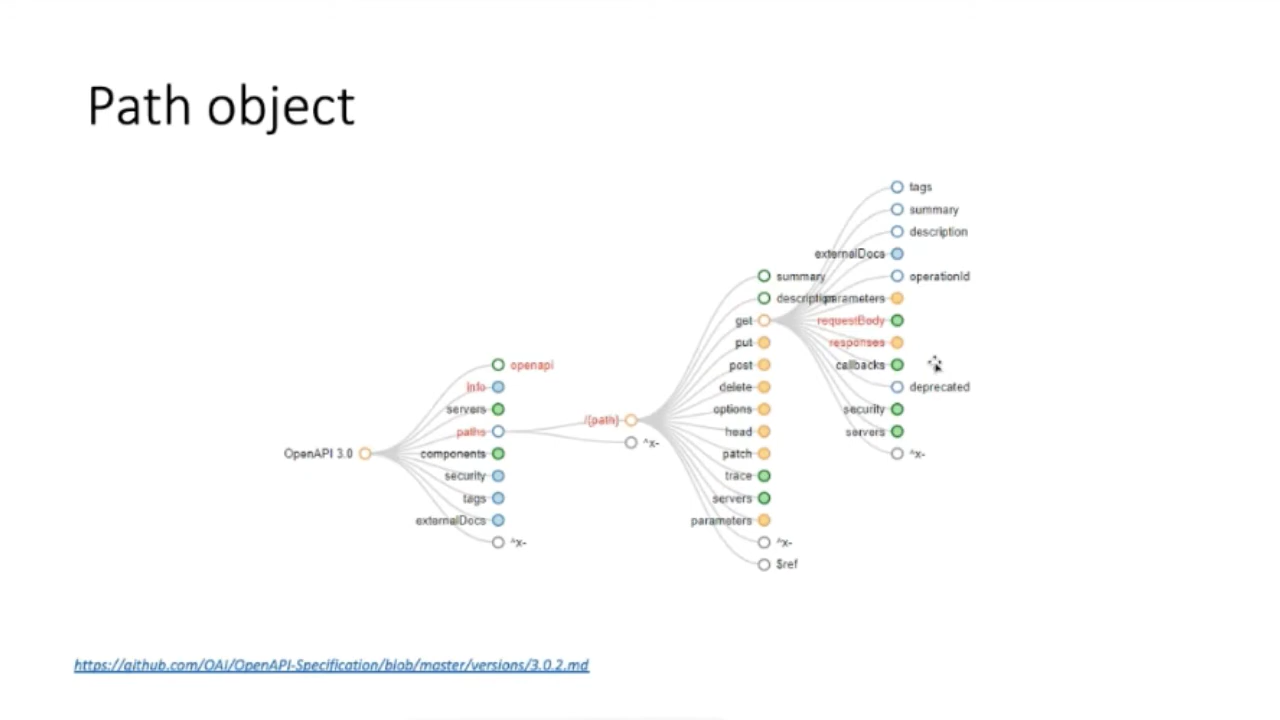 Path object
OpenAPI 3.0
openapi
info
servers
paths
components
security
tags
externalDocs
^x-
/{path}
^x-
summary
description
get
put
post
delete
options
head
patch
trace
servers
parameters
^x-
$ref
tags
summary
description
externalDocs
operationId
parameters
requestBody
responses
callbacks
deprecated
security
servers
^x-
https://github.com/OAI/OpenAPI-Specification/blob/master/versions/3.0.2.md